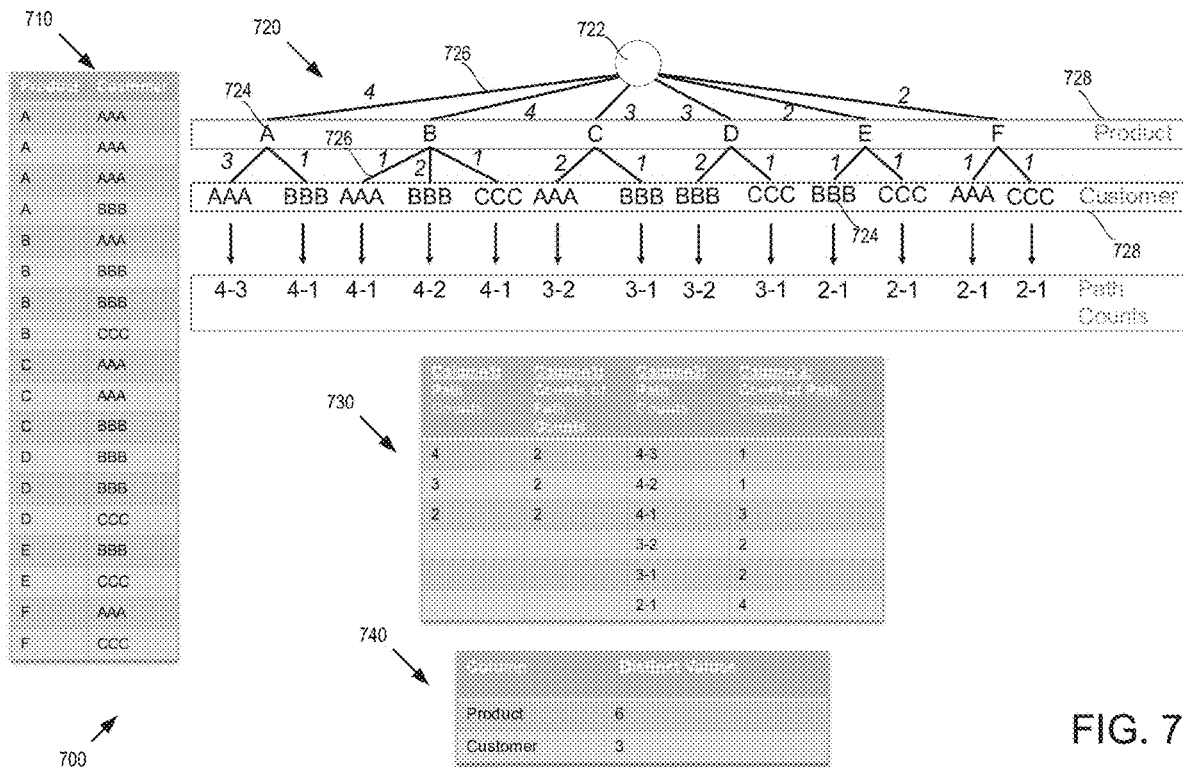 710
720
722
726
724
728
4 4 3 3 2 2
A B C D E F Product
726
3 1 1 2 1 2 1 2 1 1 1 1 1
AAA BBB AAA BBB CCC AAA BBB BBB CCC BBB CCC AAA CCC Customer
724
728
4-3 4-1 4-1 4-2 4-1 3-2 3-1 3-2 3-1 2-1 2-1 2-1 2-1 Path
Counts
A AAA
A AAA
A AAA
A BBB
B AAA
B BBB
B BBB
B CCC
C AAA
C AAA
C BBB
D BBB
D BBB
D CCC
E BBB
E CCC
F AAA
F CCC
700
730
4 2 4-3 1
3 2 4-2 1
2 2 4-1 3
3-2 2
3-1 2
2-1 4
740
Product 6
Customer 3
FIG. 7